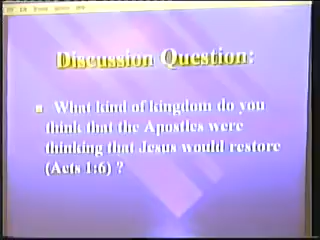 Discussion Question:
What kind of kingdom do you
think that the Apostles were
thinking that Jesus would restore
(Acts 1:6) ?